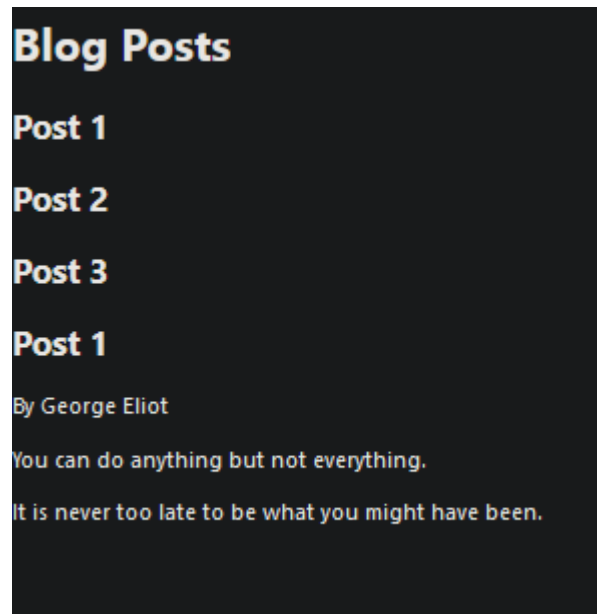 Blog Posts
Post 1
Post 2
Post 3
Post 1
By George Eliot
You can do anything but not everything.
It is never too late to be what you might have been.